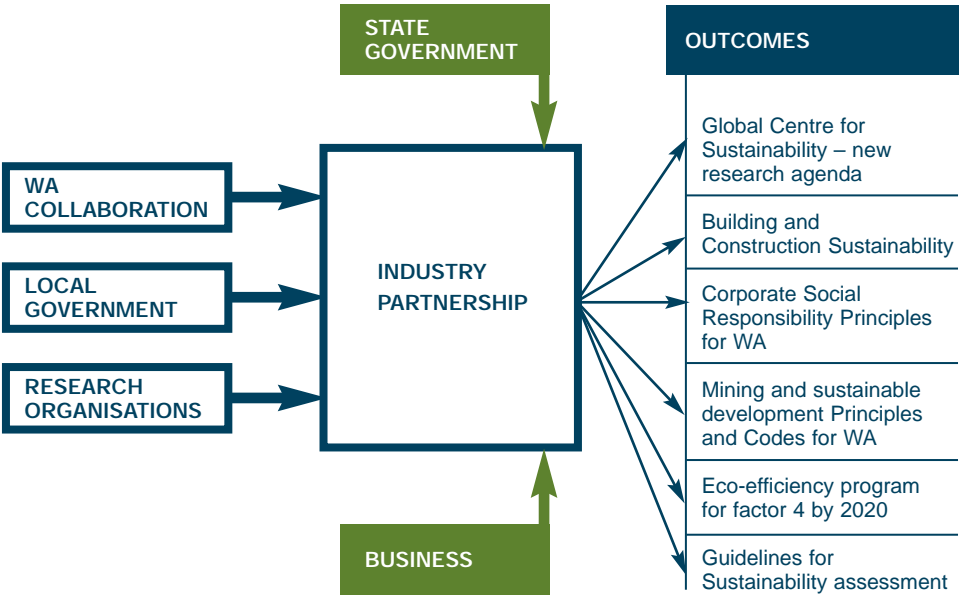 STATE
GOVERNMENT
OUTCOMES
WA
COLLABORATION
LOCAL
GOVERNMENT
RESEARCH
ORGANISATIONS
INDUSTRY
PARTNERSHIP
BUSINESS
Global Centre for
Sustainability – new
research agenda
Building and
Construction Sustainability
Corporate Social
Responsibility Principles
for WA
Mining and sustainable
development Principles
and Codes for WA
Eco-efficiency program
for factor 4 by 2020
Guidelines for
Sustainability assessment